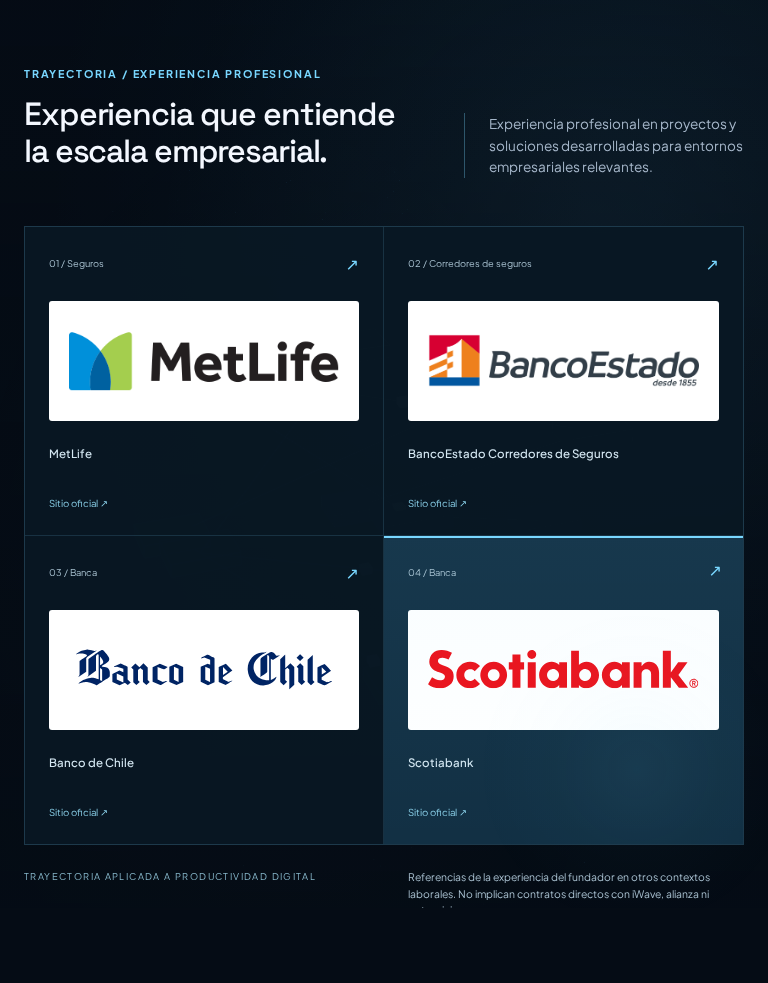 TRAYECTORIA / EXPERIENCIA PROFESIONAL
Experiencia que entiende
la escala empresarial.
Experiencia profesional en proyectos y
soluciones desarrolladas para entornos
empresariales relevantes.
01 / Seguros ↗
MetLife
MetLife
Sitio oficial ↗
02 / Corredores de seguros ↗
BancoEstado
desde 1855
BancoEstado Corredores de Seguros
Sitio oficial ↗
03 / Banca ↗
Banco de Chile
Banco de Chile
Sitio oficial ↗
04 / Banca ↗
Scotiabank®
Scotiabank
Sitio oficial ↗
TRAYECTORIA APLICADA A PRODUCTIVIDAD DIGITAL
Referencias de la experiencia del fundador en otros contextos
laborales. No implican contratos directos con iWave, alianza ni